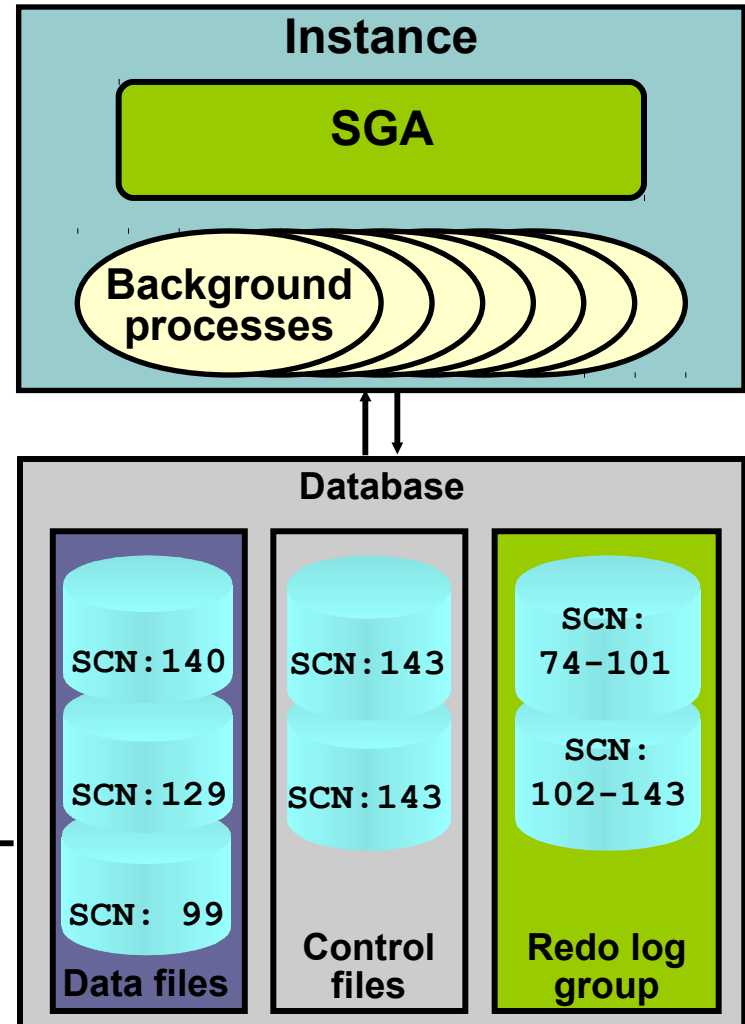 Instance
SGA
Background
processes
Database
SCN:140
SCN:129
SCN: 99
Data files
SCN:143
SCN:143
Control
files
SCN:
74-101
SCN:
102-143
Redo log
group